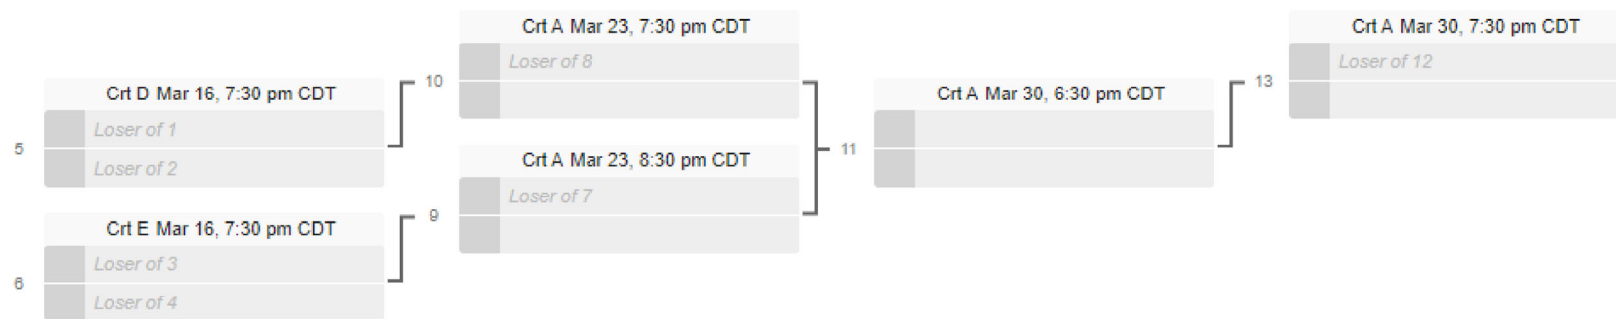 5
Crt D Mar 16, 7:30 pm CDT
Loser of 1
Loser of 2
6
Crt E Mar 16, 7:30 pm CDT
Loser of 3
Loser of 4
10
Crt A Mar 23, 7:30 pm CDT
Loser of 8
9
Crt A Mar 23, 8:30 pm CDT
Loser of 7
11
Crt A Mar 30, 6:30 pm CDT
13
Crt A Mar 30, 7:30 pm CDT
Loser of 12